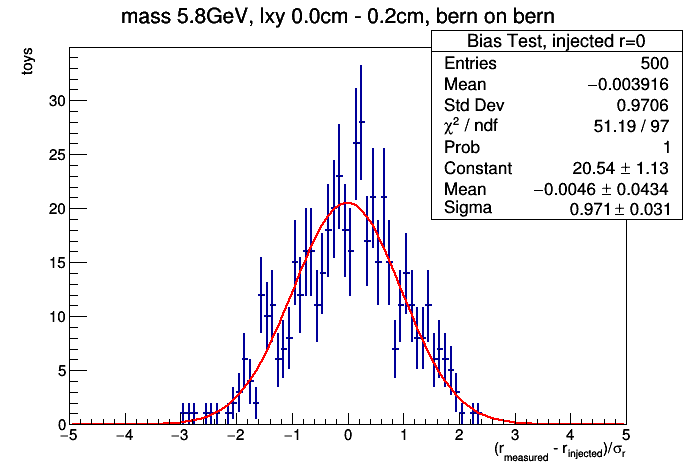 mass 5.8GeV, lxy 0.0cm - 0.2cm, bern on bern
Bias Test, injected r=0
Entries 500
Mean −0.003916
Std Dev 0.9706
χ² / ndf 51.19 / 97
Prob 1
Constant 20.54 ± 1.13
Mean −0.0046 ± 0.0434
Sigma 0.971 ± 0.031
toys
30
25
20
15
10
5
0
−5 −4 −3 −2 −1 0 1 2 3 4 5
(r_measured - r_injected)/σ_r